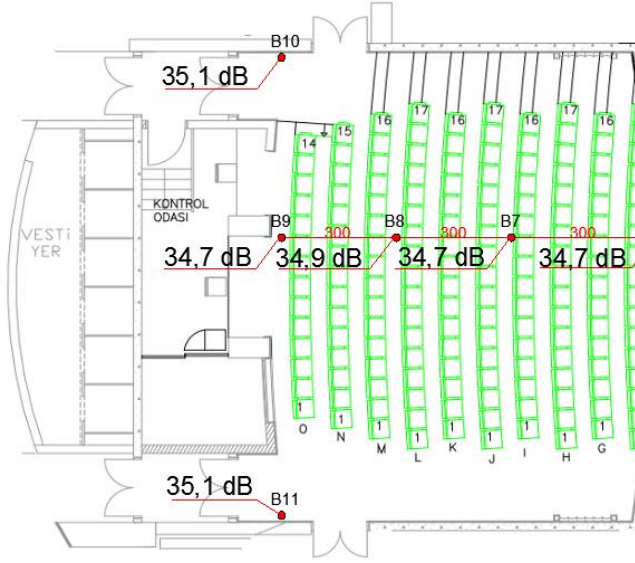 B10
35,1 dB
17 17 17
16 16 16 16
15
14
KONTROL
ODASI
VESTİ
YER
B9 300 B8 300 B7 300
34,7 dB 34,9 dB 34,7 dB 34,7 dB
1 1 1 1 1 1 1 1 1
O N M L K J I H G
35,1 dB
B11